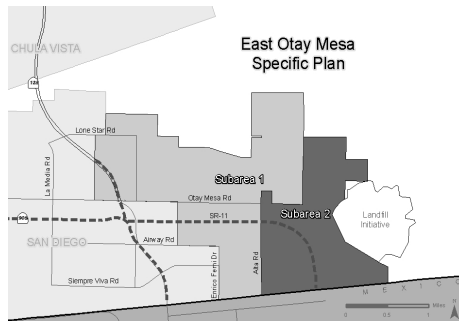 East Otay Mesa
Specific Plan
CHULA VISTA
125
Lone Star Rd
La Media Rd
Subarea 1
Otay Mesa Rd
905
SR-11
Subarea 2
Landfill
Initiative
SAN DIEGO
Airway Rd
Alta Rd
Enrico Fermi Dr
Siempre Viva Rd
M E X I C O
Miles
0 0.5 1
N